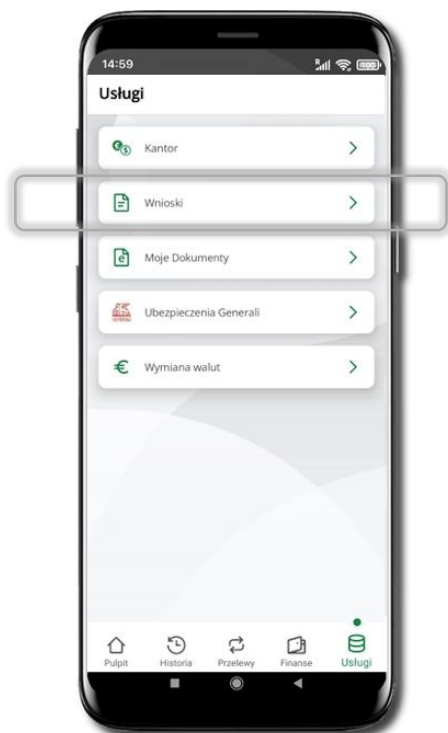 14:59
Usługi
Kantor
Wnioski
Moje Dokumenty
Ubezpieczenia Generali
Wymiana walut
Pulpit
Historia
Przelewy
Finanse
Usługi